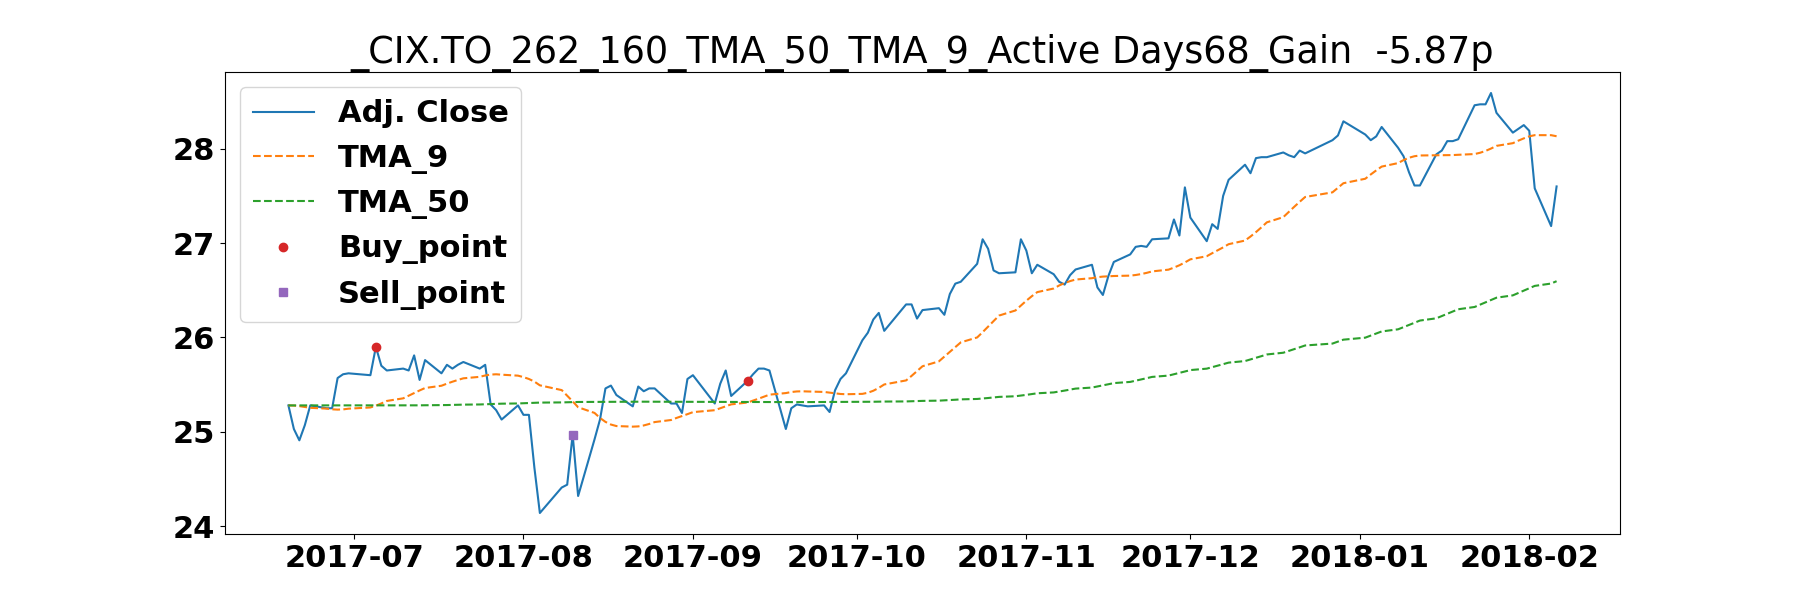 _CIX.TO_262_160_TMA_50_TMA_9_Active Days68_Gain  -5.87p
Adj. Close
TMA_9
TMA_50
Buy_point
Sell_point
28
27
26
25
24
2017-07 2017-08 2017-09 2017-10 2017-11 2017-12 2018-01 2018-02